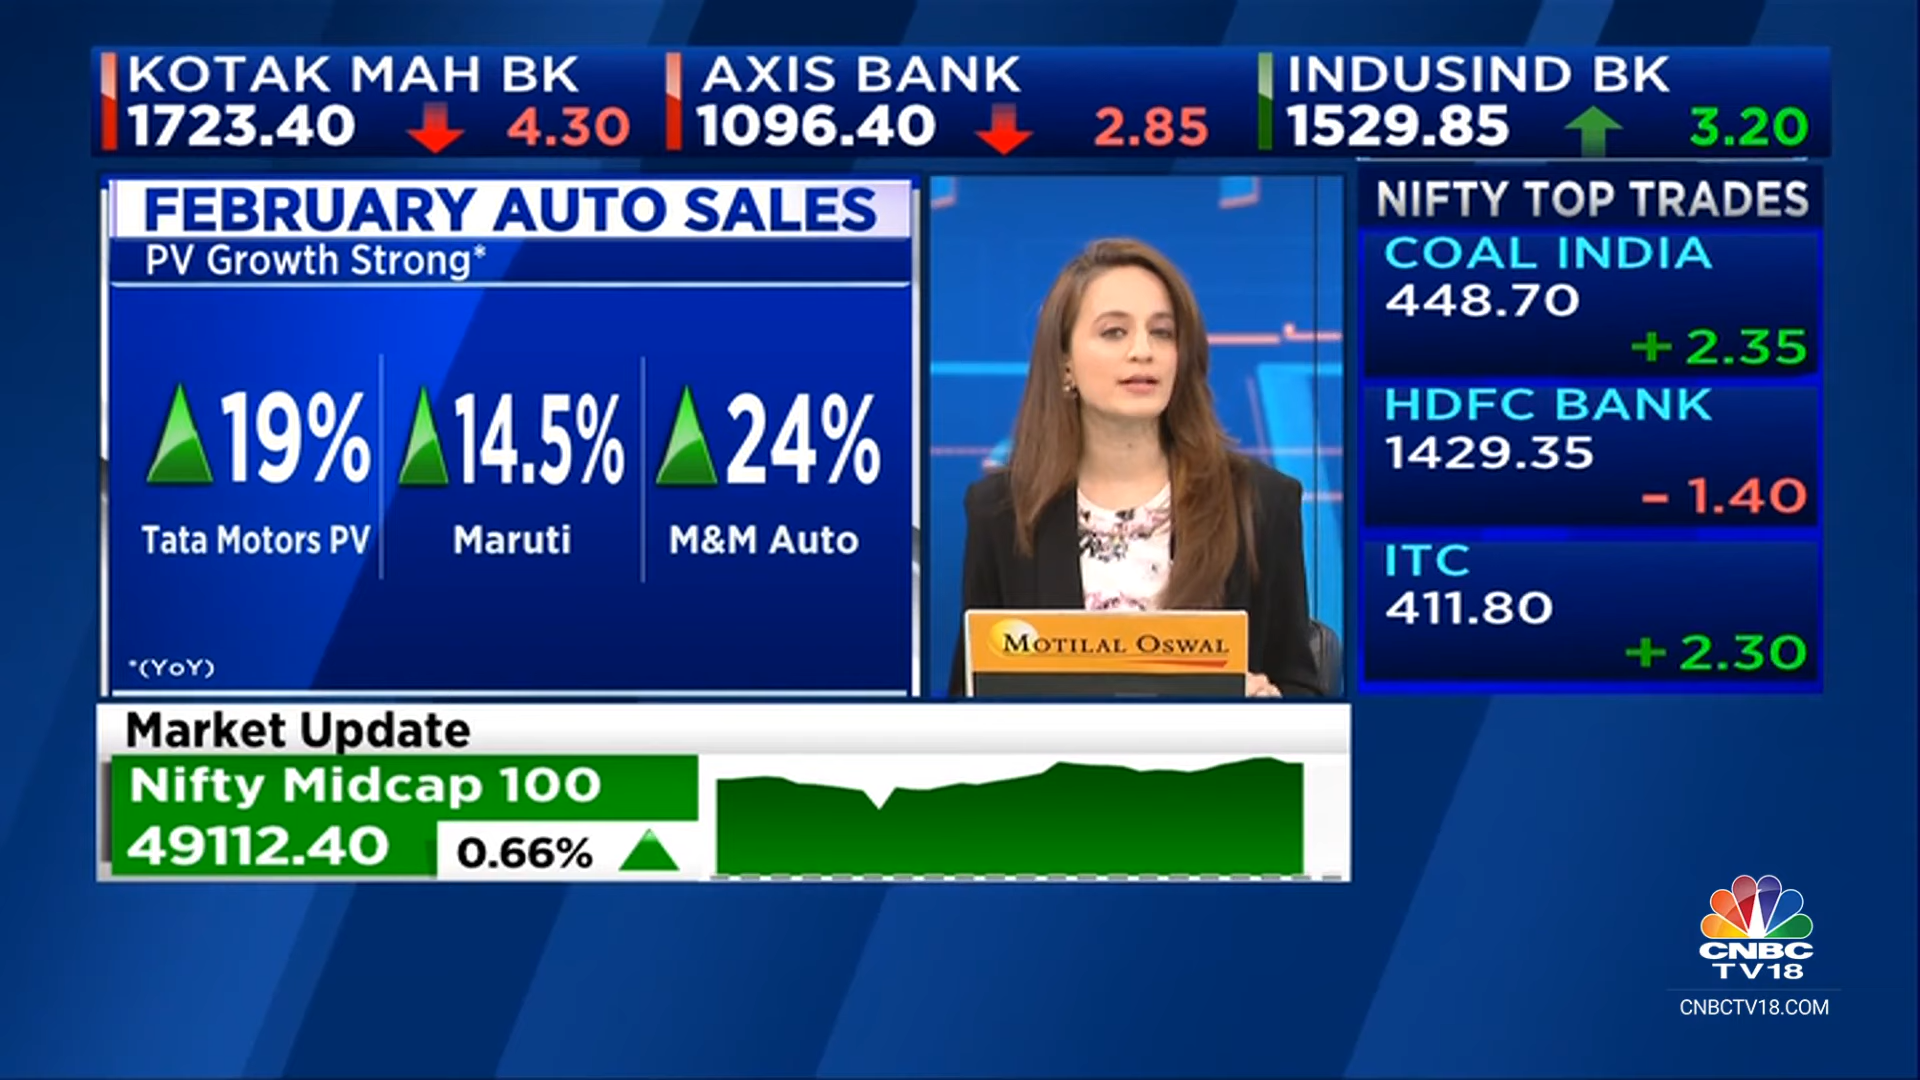 KOTAK MAH BK
1723.40 4.30
AXIS BANK
1096.40 2.85
INDUSIND BK
1529.85 3.20
FEBRUARY AUTO SALES
PV Growth Strong*
19%
Tata Motors PV
14.5%
Maruti
24%
M&M Auto
*(YoY)
MOTILAL OSWAL
NIFTY TOP TRADES
COAL INDIA
448.70
+ 2.35
HDFC BANK
1429.35
- 1.40
ITC
411.80
+ 2.30
Market Update
Nifty Midcap 100
49112.40 0.66%
CNBC
TV18
CNBCTV18.COM